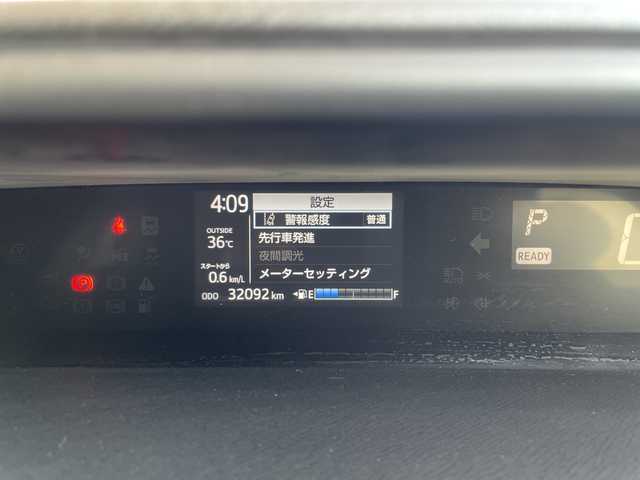 4:09
設定
警報感度 普通
OUTSIDE
36℃
先行車発進
夜間調光
スタートから
0.6 km/L
メーターセッティング
ODO 32092 km
E F
P
READY